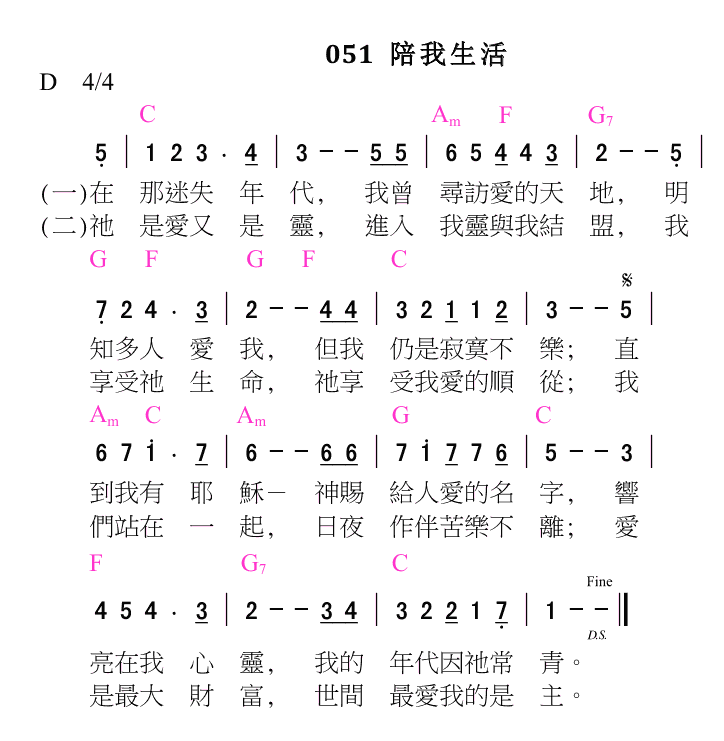 051 陪我生活
D 4/4
C Am F G7
5 | 1 2 3 · 4 | 3 - - 5 5 | 6 5 4 4 3 | 2 - - 5 |
(一)在 那迷失 年 代， 我曾 尋訪愛的天 地， 明
(二)祂 是愛又 是 靈， 進入 我靈與我結 盟， 我
G F G F C
𝄋
7 2 4 · 3 | 2 - - 4 4 | 3 2 1 1 2 | 3 - - 5 |
知多人 愛 我， 但我 仍是寂寞不 樂； 直
享受祂 生 命， 祂享 受我愛的順 從； 我
Am C Am G C
6 7 i · 7 | 6 - - 6 6 | 7 i 7 7 6 | 5 - - 3 |
到我有 耶 穌－ 神賜 給人愛的名 字， 響
們站在 一 起， 日夜 作伴苦樂不 離； 愛
F G7 C
Fine
4 5 4 · 3 | 2 - - 3 4 | 3 2 2 1 7 | 1 - - ||
D.S.
亮在我 心 靈， 我的 年代因祂常 青。
是最大 財 富， 世間 最愛我的是 主。